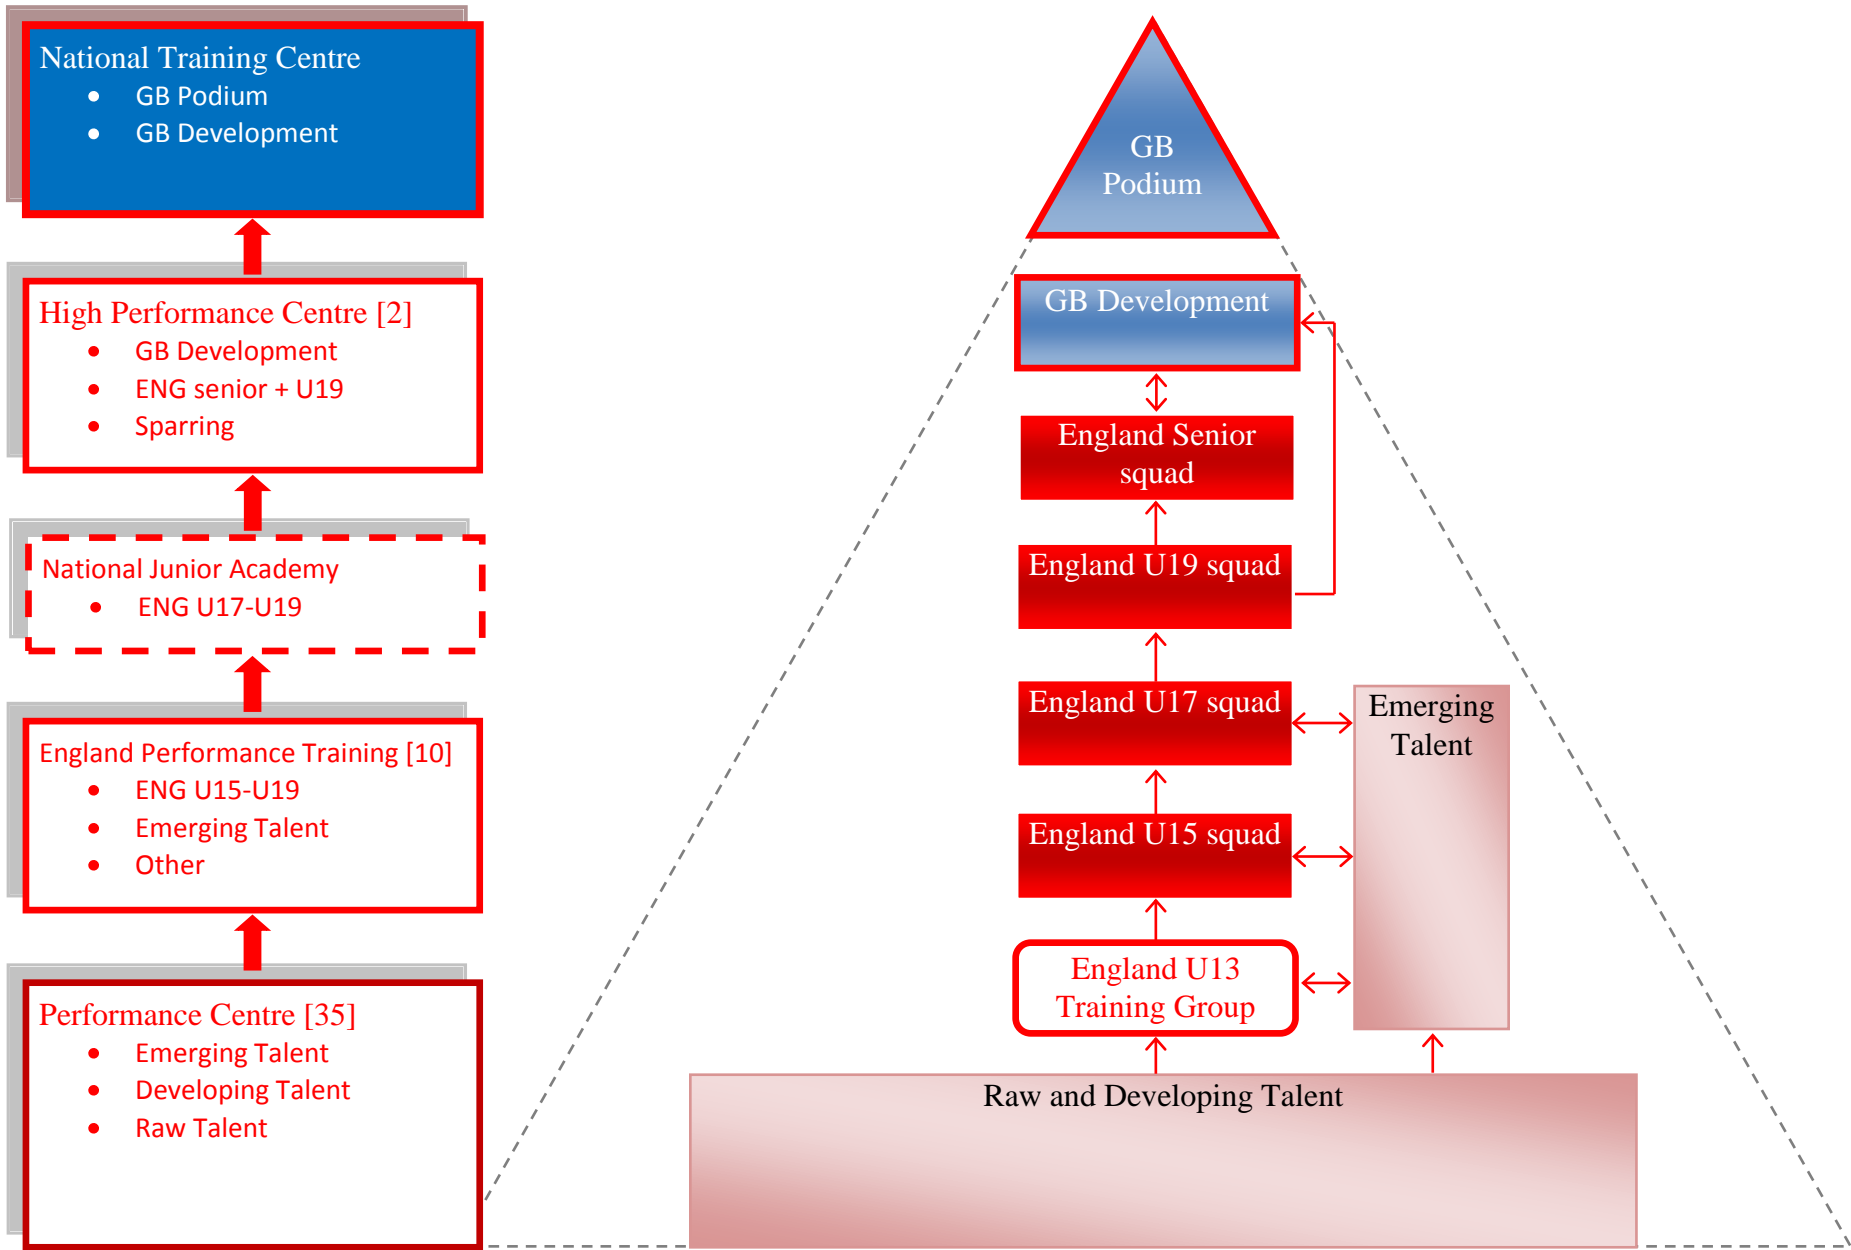 National Training Centre
• GB Podium
• GB Development
High Performance Centre [2]
• GB Development
• ENG senior + U19
• Sparring
National Junior Academy
• ENG U17-U19
England Performance Training [10]
• ENG U15-U19
• Emerging Talent
• Other
Performance Centre [35]
• Emerging Talent
• Developing Talent
• Raw Talent
GB
Podium
GB Development
England Senior
squad
England U19 squad
England U17 squad
Emerging
Talent
England U15 squad
England U13
Training Group
Raw and Developing Talent